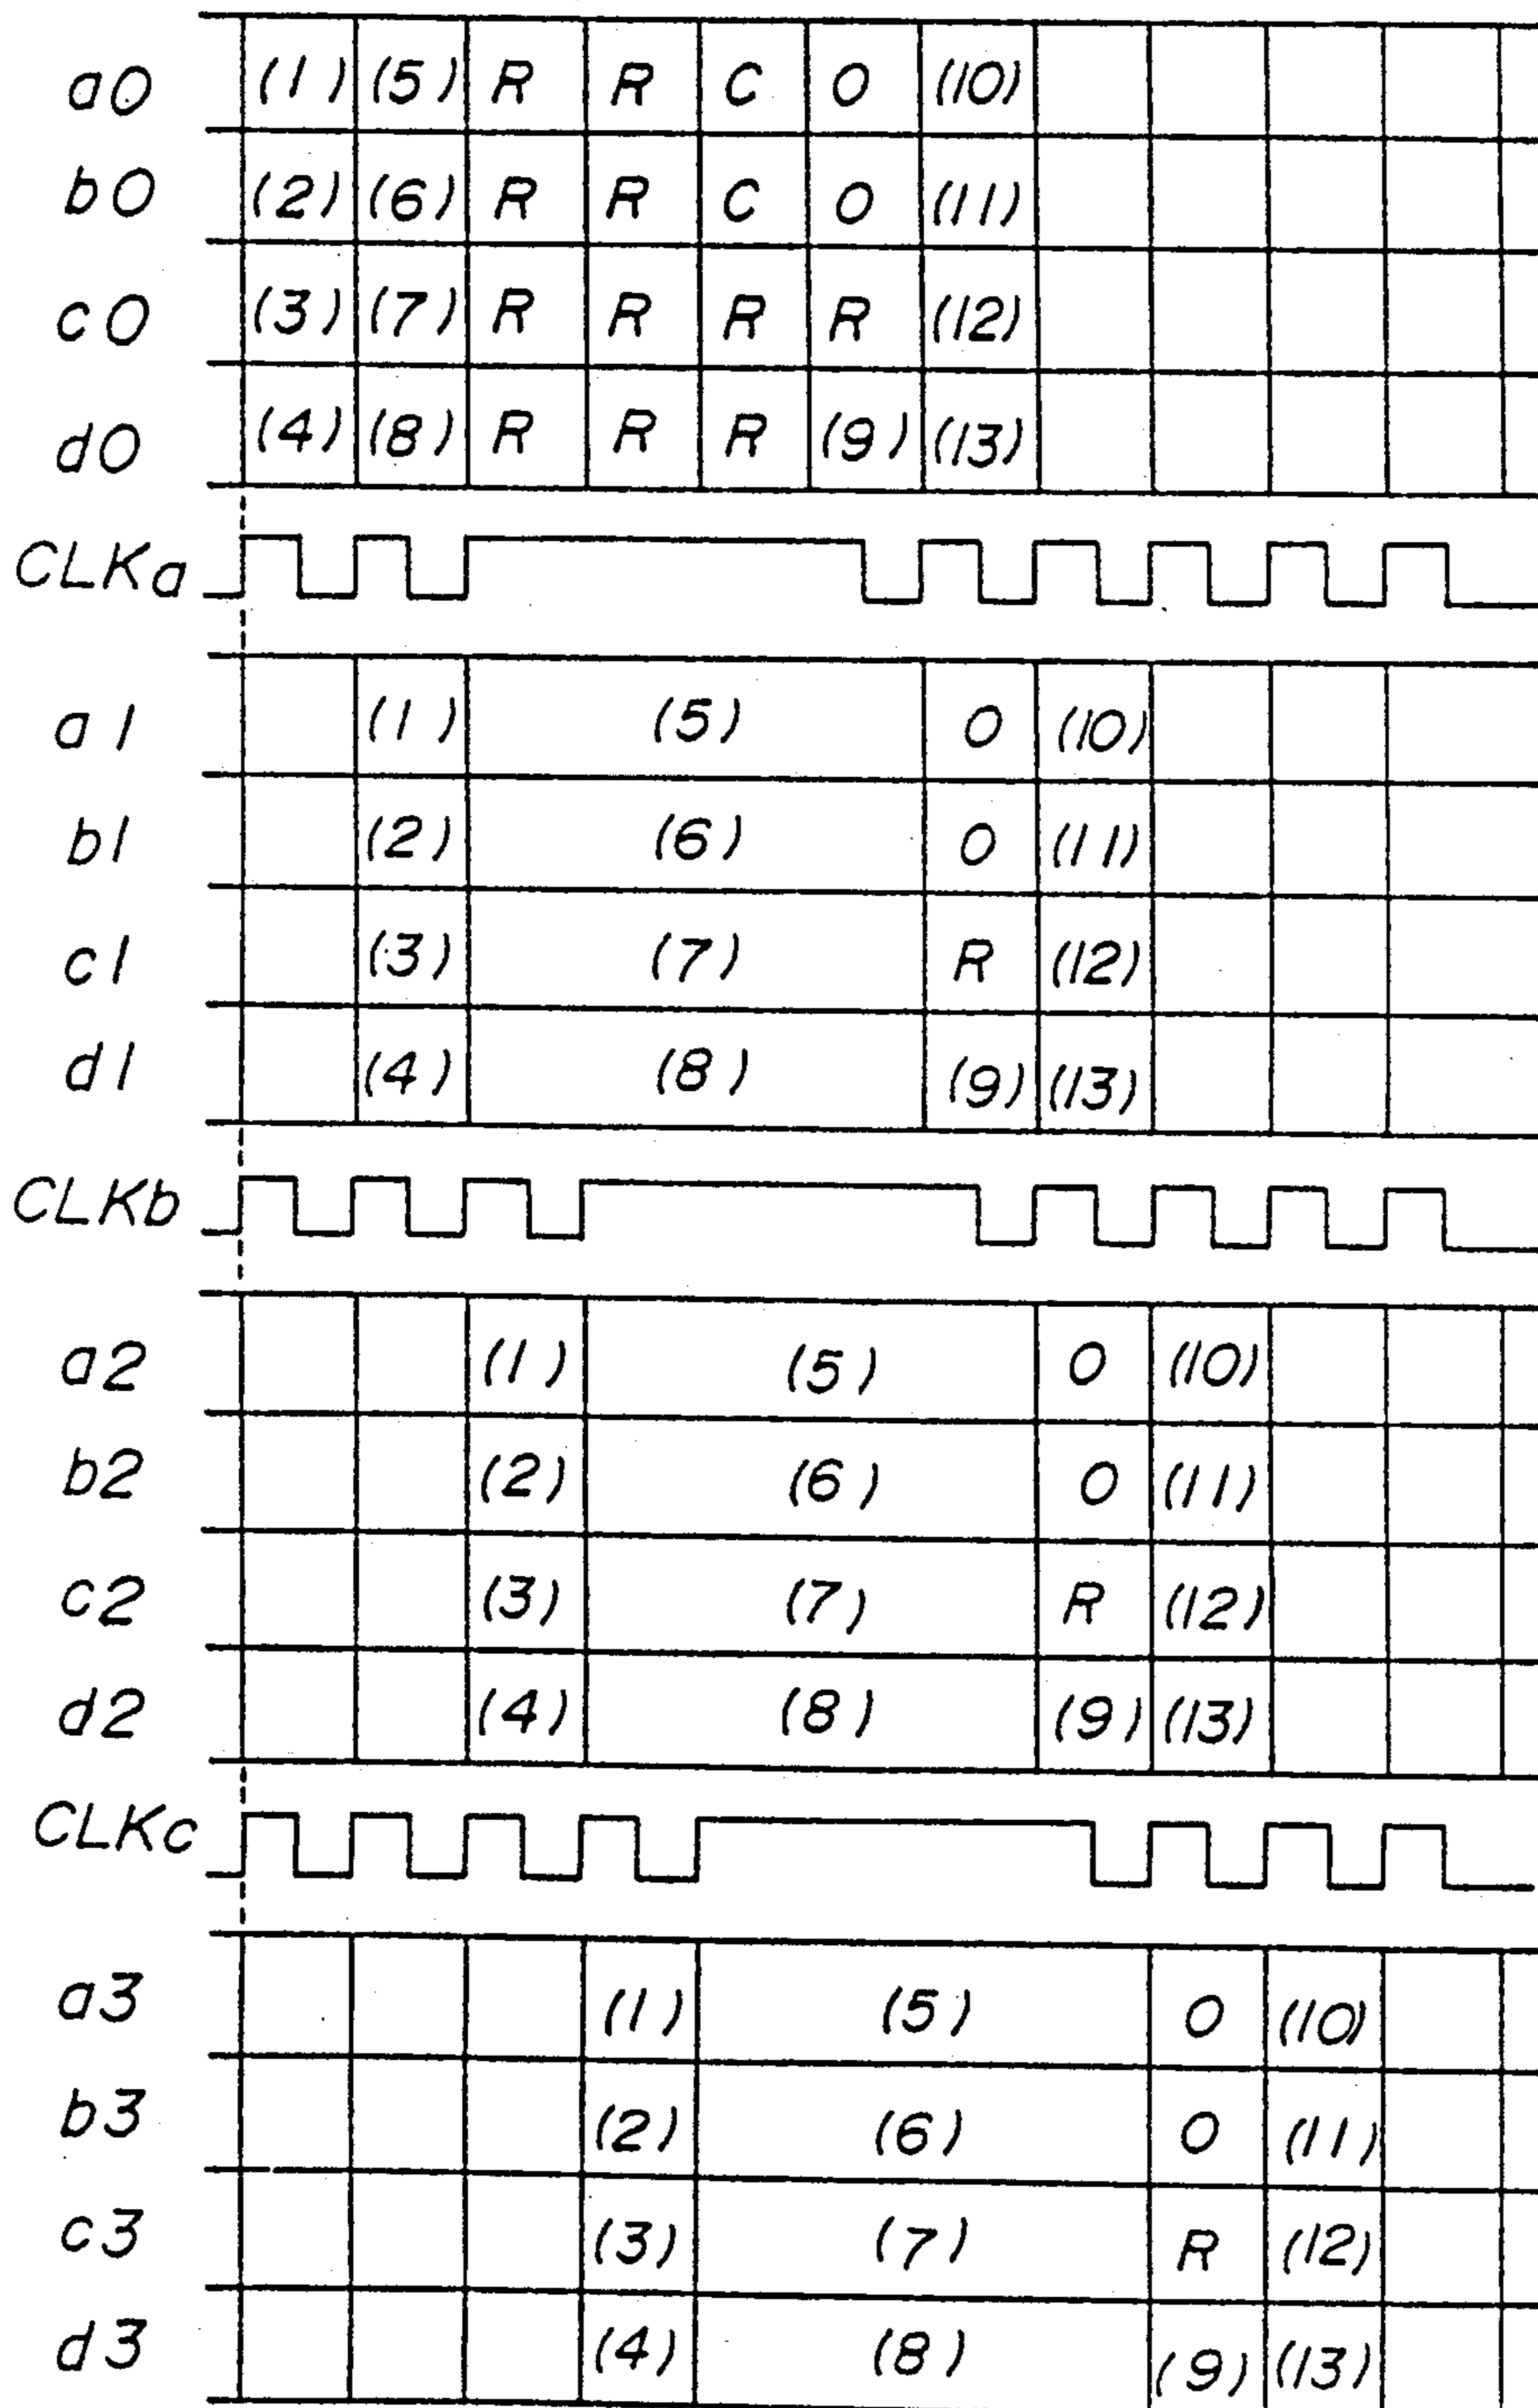 a0 (1) (5) R R C O (10)
b0 (2) (6) R R C O (11)
c0 (3) (7) R R R R (12)
d0 (4) (8) R R R (9) (13)
CLKa
a1 (1) (5) O (10)
b1 (2) (6) O (11)
c1 (3) (7) R (12)
d1 (4) (8) (9) (13)
CLKb
a2 (1) (5) O (10)
b2 (2) (6) O (11)
c2 (3) (7) R (12)
d2 (4) (8) (9) (13)
CLKc
a3 (1) (5) O (10)
b3 (2) (6) O (11)
c3 (3) (7) R (12)
d3 (4) (8) (9) (13)